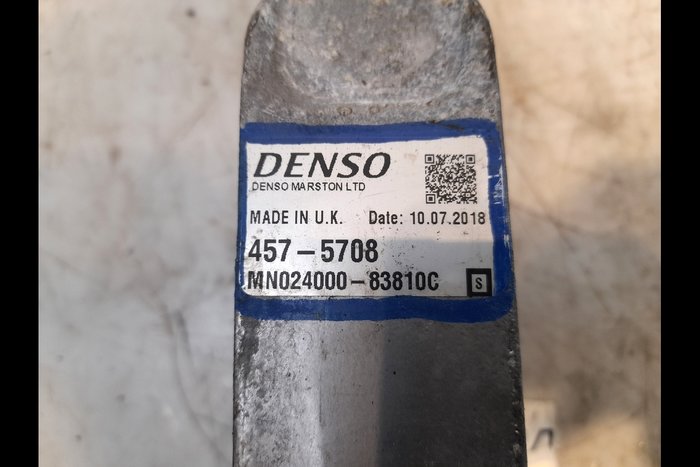 DENSO
DENSO MARSTON LTD
MADE IN U.K. Date: 10.07.2018
457-5708
MN024000-83810C S